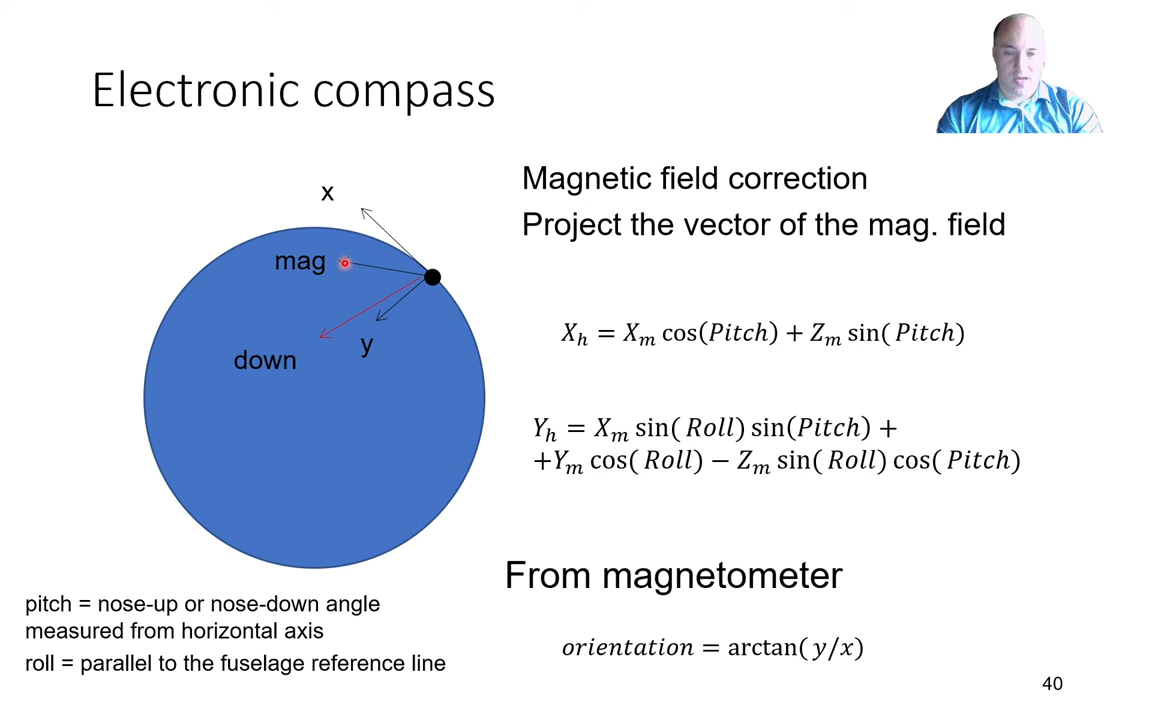 Electronic compass
x
mag
y
down
Magnetic field correction
Project the vector of the mag. field
X_h = X_m cos(Pitch) + Z_m sin( Pitch)
Y_h = X_m sin( Roll) sin(Pitch) +
+Y_m cos( Roll) − Z_m sin( Roll) cos( Pitch)
From magnetometer
orientation = arctan( y/x)
pitch = nose-up or nose-down angle
measured from horizontal axis
roll = parallel to the fuselage reference line
40